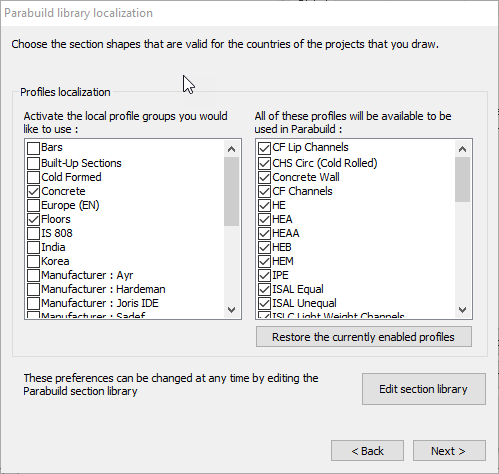 Parabuild library localization
Choose the section shapes that are valid for the countries of the projects that you draw.
Profiles localization
Activate the local profile groups you would
like to use :
Bars
Built-Up Sections
Cold Formed
Concrete
Europe (EN)
Floors
IS 808
India
Korea
Manufacturer : Ayr
Manufacturer : Hardeman
Manufacturer : Joris IDE
Manufacturer : Sadef
All of these profiles will be available to be
used in Parabuild :
CF Lip Channels
CHS Circ (Cold Rolled)
Concrete Wall
CF Channels
HE
HEA
HEAA
HEB
HEM
IPE
ISAL Equal
ISAL Unequal
ISLC Light Weight Channels
Restore the currently enabled profiles
These preferences can be changed at any time by editing the
Parabuild section library
Edit section library
< Back
Next >